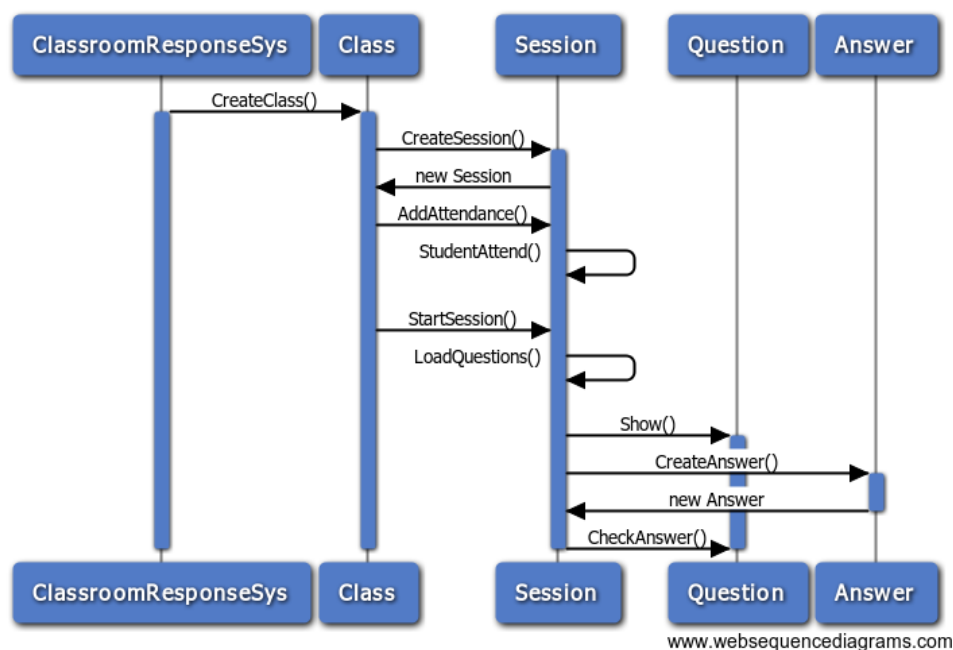 ClassroomResponseSys Class Session Question Answer
CreateClass()
CreateSession()
new Session
AddAttendance()
StudentAttend()
StartSession()
LoadQuestions()
Show()
CreateAnswer()
new Answer
CheckAnswer()
ClassroomResponseSys Class Session Question Answer
www.websequencediagrams.com